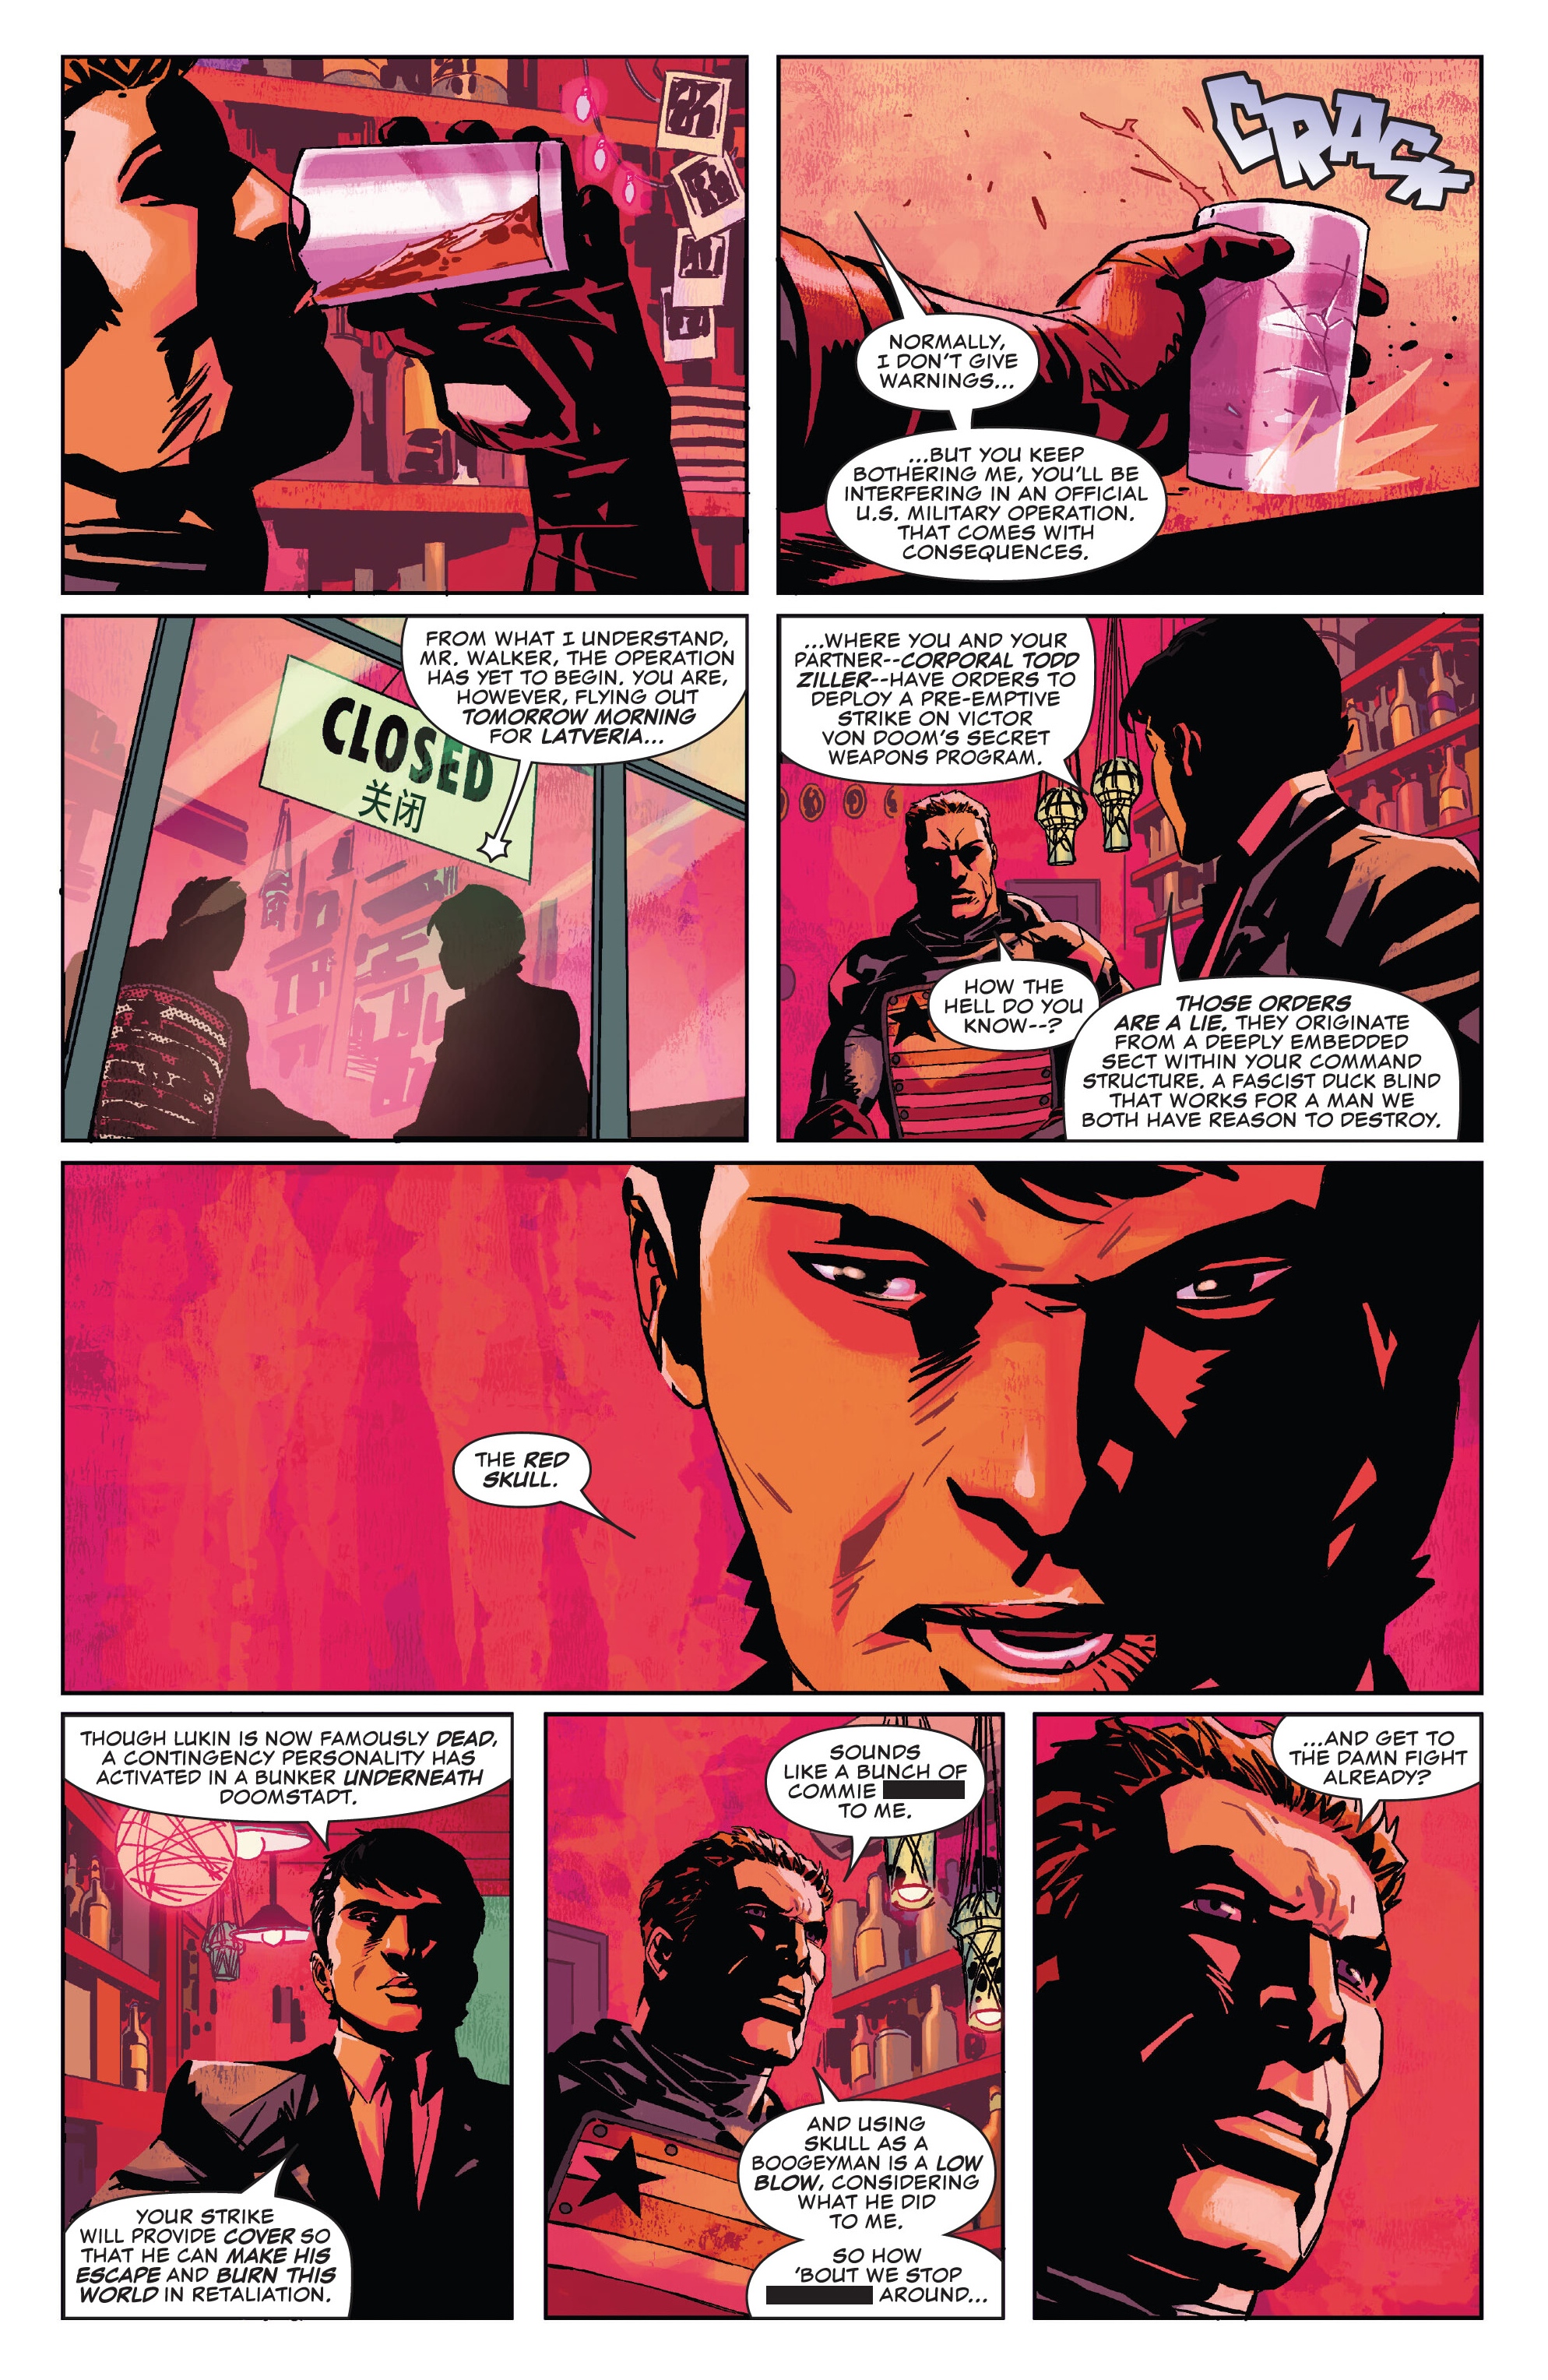 CRACK
NORMALLY,
I DON'T GIVE
WARNINGS...
...BUT YOU KEEP
BOTHERING ME, YOU'LL BE
INTERFERING IN AN OFFICIAL
U.S. MILITARY OPERATION.
THAT COMES WITH
CONSEQUENCES.
FROM WHAT I UNDERSTAND,
MR. WALKER, THE OPERATION
HAS YET TO BEGIN. YOU ARE,
HOWEVER, FLYING OUT
TOMORROW MORNING
FOR LATVERIA...
CLOSED
关闭
...WHERE YOU AND YOUR
PARTNER--CORPORAL TODD
ZILLER--HAVE ORDERS TO
DEPLOY A PRE-EMPTIVE
STRIKE ON VICTOR
VON DOOM'S SECRET
WEAPONS PROGRAM.
HOW THE
HELL DO YOU
KNOW--?
THOSE ORDERS
ARE A LIE. THEY ORIGINATE
FROM A DEEPLY EMBEDDED
SECT WITHIN YOUR COMMAND
STRUCTURE. A FASCIST DUCK BLIND
THAT WORKS FOR A MAN WE
BOTH HAVE REASON TO DESTROY.
THE RED
SKULL.
THOUGH LUKIN IS NOW FAMOUSLY DEAD,
A CONTINGENCY PERSONALITY HAS
ACTIVATED IN A BUNKER UNDERNEATH
DOOMSTADT.
YOUR STRIKE
WILL PROVIDE COVER SO
THAT HE CAN MAKE HIS
ESCAPE AND BURN THIS
WORLD IN RETALIATION.
SOUNDS
LIKE A BUNCH OF
COMMIE
TO ME.
AND USING
SKULL AS A
BOOGEYMAN IS A LOW
BLOW, CONSIDERING
WHAT HE DID
TO ME.
SO HOW
'BOUT WE STOP
AROUND...
...AND GET TO
THE DAMN FIGHT
ALREADY?